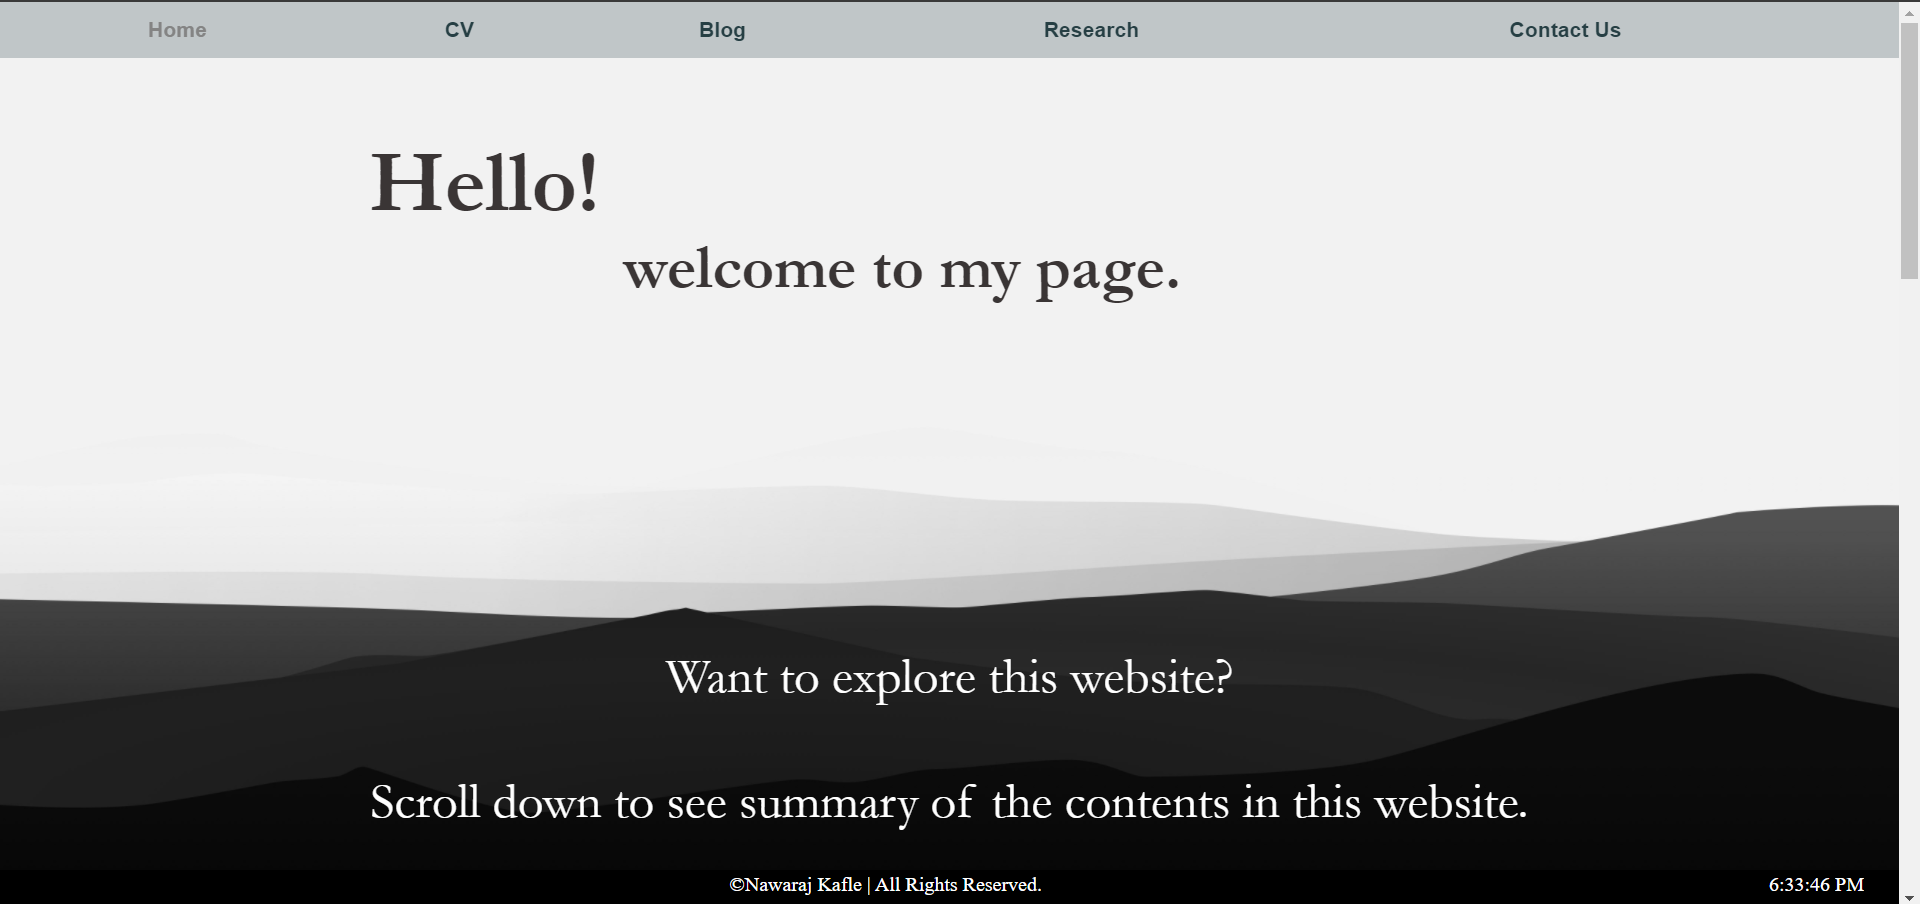 Home CV Blog Research Contact Us
Hello!
welcome to my page.
Want to explore this website?
Scroll down to see summary of the contents in this website.
©Nawaraj Kafle | All Rights Reserved. 6:33:46 PM